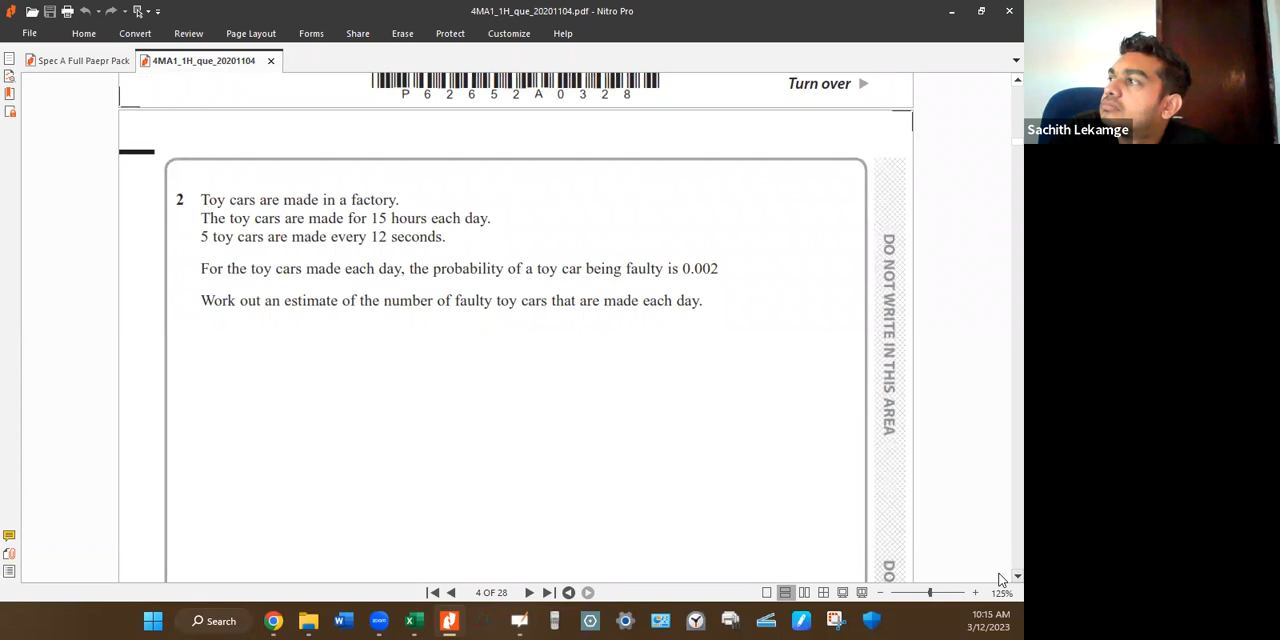 4MA1_1H_que_20201104.pdf - Nitro Pro
File
Home
Convert
Review
Page Layout
Forms
Share
Erase
Protect
Customize
Help
Spec A Full Paepr Pack
4MA1_1H_que_20201104
P 6 2 6 5 2 A 0 3 2 8
Turn over
Sachith Lekamge
2 Toy cars are made in a factory.
The toy cars are made for 15 hours each day.
5 toy cars are made every 12 seconds.
For the toy cars made each day, the probability of a toy car being faulty is 0.002
Work out an estimate of the number of faulty toy cars that are made each day.
DO NOT WRITE IN THIS AREA
DO
4 OF 28
125%
Search
zoom
10:15 AM
3/12/2023